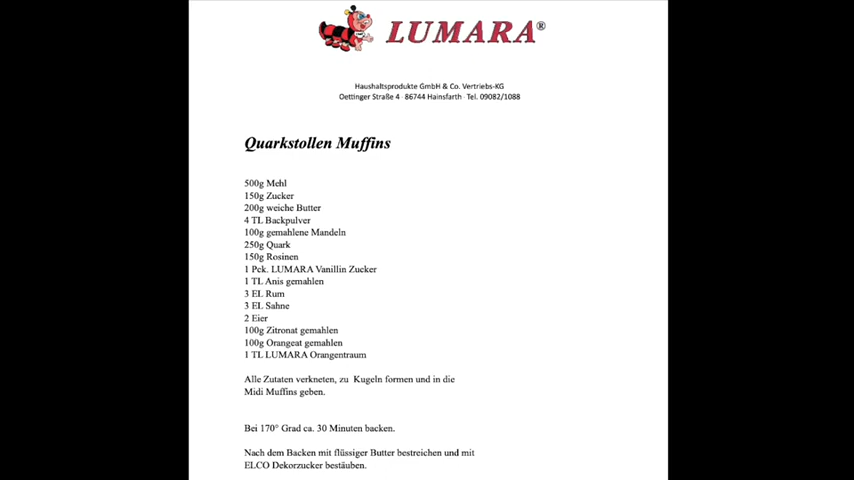 LUMARA®
Haushaltsprodukte GmbH & Co. Vertriebs-KG
Oettinger Straße 4 · 86744 Hainsfarth · Tel. 09082/1088
Quarkstollen Muffins
500g Mehl
150g Zucker
200g weiche Butter
4 TL Backpulver
100g gemahlene Mandeln
250g Quark
150g Rosinen
1 Pck. LUMARA Vanillin Zucker
1 TL Anis gemahlen
3 EL Rum
3 EL Sahne
2 Eier
100g Zitronat gemahlen
100g Orangeat gemahlen
1 TL LUMARA Orangentraum
Alle Zutaten verkneten, zu Kugeln formen und in die
Midi Muffins geben.
Bei 170° Grad ca. 30 Minuten backen.
Nach dem Backen mit flüssiger Butter bestreichen und mit
ELCO Dekorzucker bestäuben.